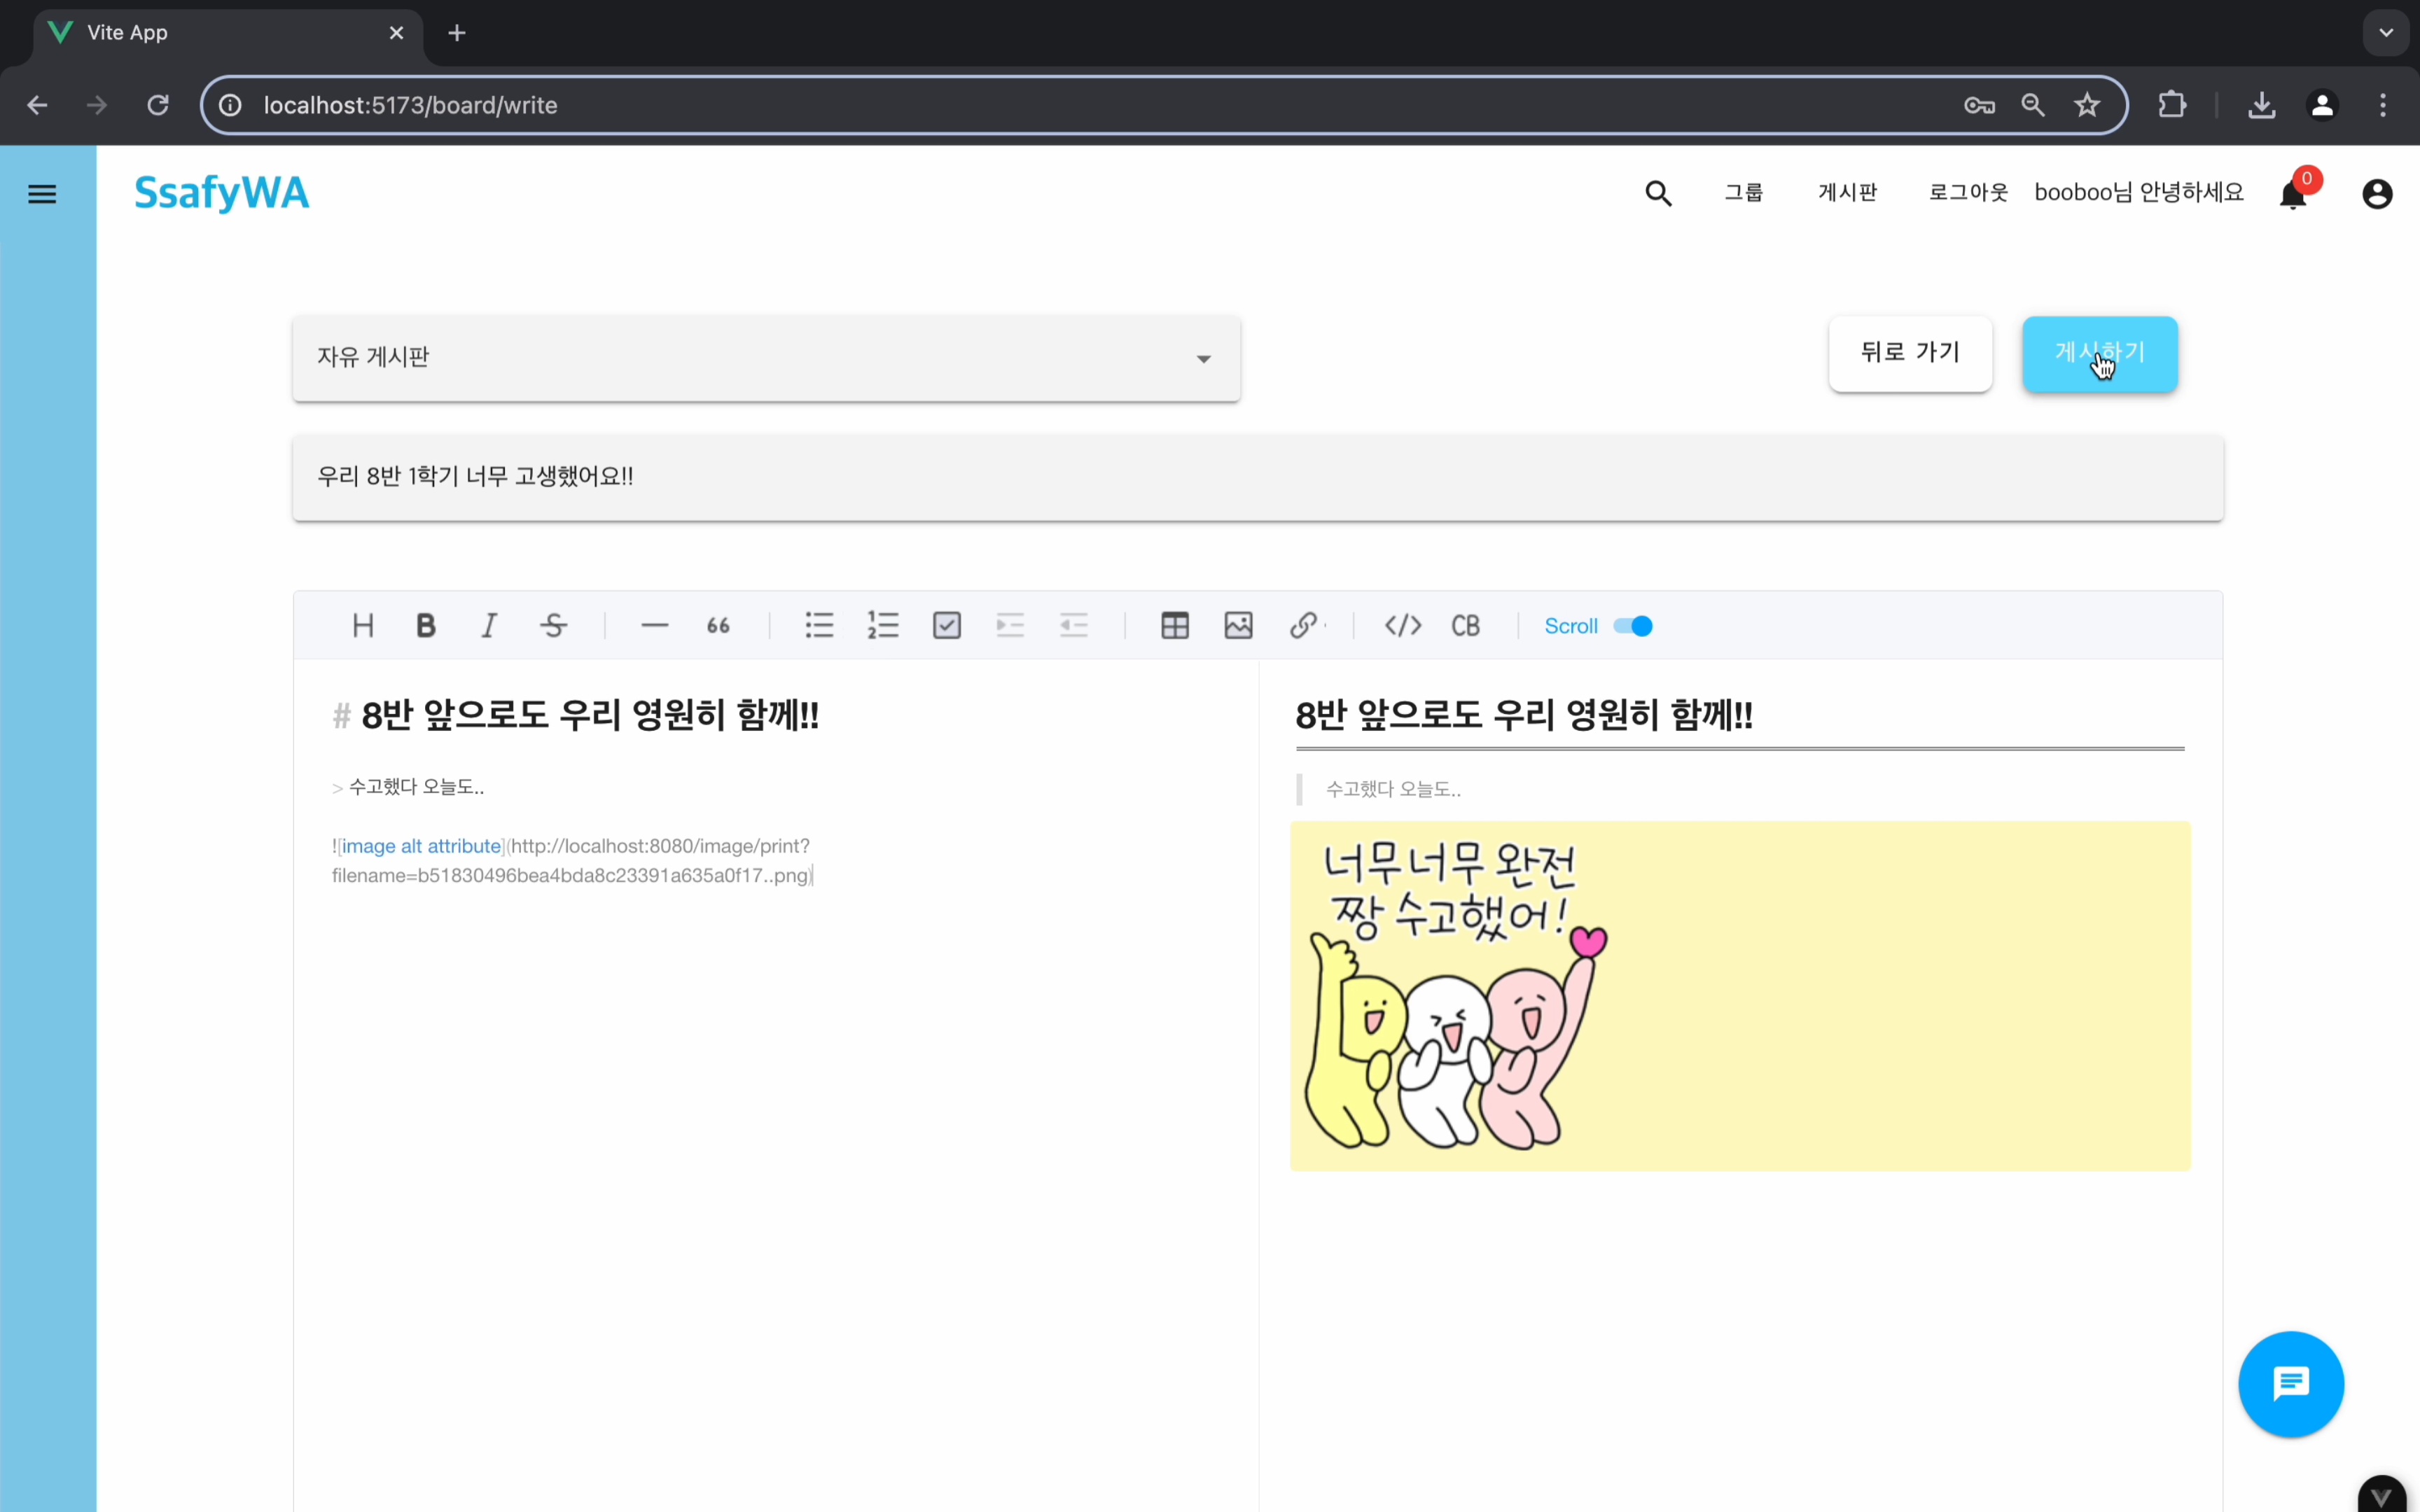 Vite App
localhost:5173/board/write
SsafyWA
그룹
게시판
로그아웃
booboo님 안녕하세요
0
자유 게시판
뒤로 가기
게시하기
우리 8반 1학기 너무 고생했어요!!
H B I S 66 </> CB Scroll
# 8반 앞으로도 우리 영원히 함께!!
> 수고했다 오늘도..
![image alt attribute](http://localhost:8080/image/print?
filename=b51830496bea4bda8c23391a635a0f17..png)
8반 앞으로도 우리 영원히 함께!!
수고했다 오늘도..
너무너무 완전
짱 수고했어!